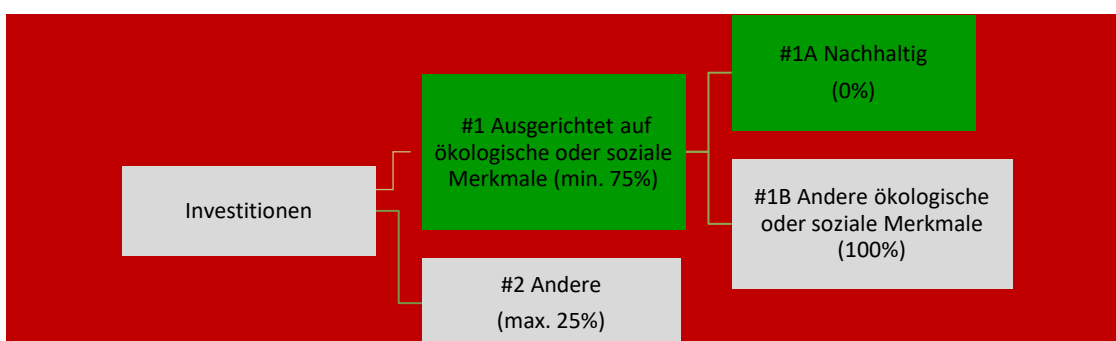 Investitionen
#1 Ausgerichtet auf
ökologische oder soziale
Merkmale (min. 75%)
#2 Andere
(max. 25%)
#1A Nachhaltig
(0%)
#1B Andere ökologische
oder soziale Merkmale
(100%)